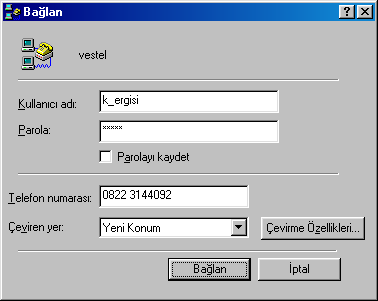 Bağlan
vestel
Kullanıcı adı: k_ergisi
Parola: xxxxx
Parolayı kaydet
Telefon numarası: 0822 3144092
Çeviren yer: Yeni Konum Çevirme Özellikleri...
Bağlan İptal